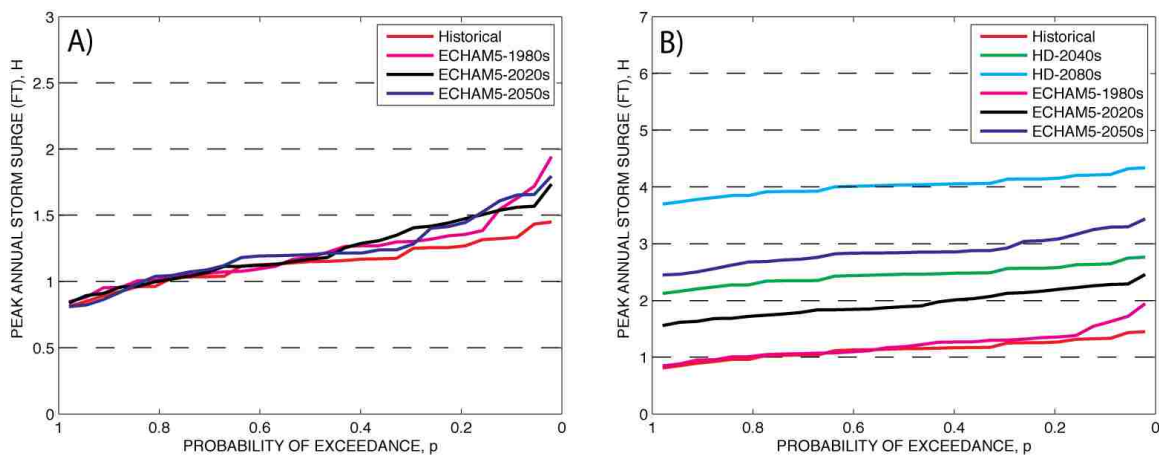 A)
Historical
ECHAM5-1980s
ECHAM5-2020s
ECHAM5-2050s
PEAK ANNUAL STORM SURGE (FT), H
3
2.5
2
1.5
1
0.5
0
1
0.8
0.6
0.4
0.2
0
PROBABILITY OF EXCEEDANCE, p
B)
Historical
HD-2040s
HD-2080s
ECHAM5-1980s
ECHAM5-2020s
ECHAM5-2050s
PEAK ANNUAL STORM SURGE (FT), H
7
6
5
4
3
2
1
0
1
0.8
0.6
0.4
0.2
0
PROBABILITY OF EXCEEDANCE, p